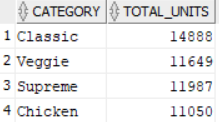 CATEGORY TOTAL_UNITS
1 Classic 14888
2 Veggie 11649
3 Supreme 11987
4 Chicken 11050